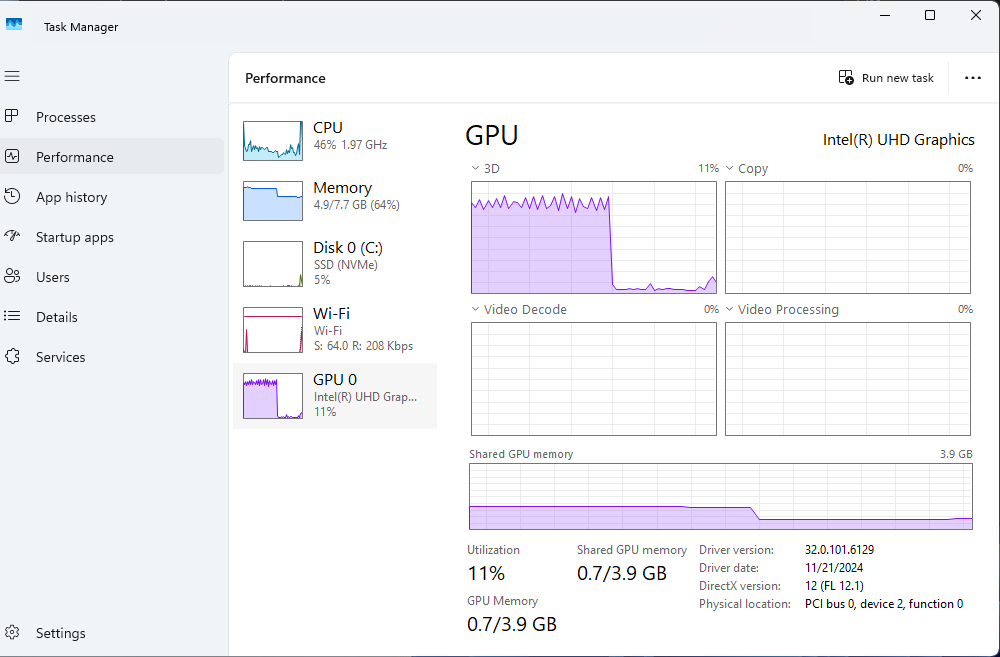 Task Manager
Performance
Run new task
Processes
Performance
App history
Startup apps
Users
Details
Services
Settings
CPU
46% 1.97 GHz
Memory
4.9/7.7 GB (64%)
Disk 0 (C:)
SSD (NVMe)
5%
Wi-Fi
Wi-Fi
S: 64.0 R: 208 Kbps
GPU 0
Intel(R) UHD Grap...
11%
GPU
Intel(R) UHD Graphics
3D 11%
Copy 0%
Video Decode 0%
Video Processing 0%
Shared GPU memory 3.9 GB
Utilization
11%
Shared GPU memory
0.7/3.9 GB
GPU Memory
0.7/3.9 GB
Driver version: 32.0.101.6129
Driver date: 11/21/2024
DirectX version: 12 (FL 12.1)
Physical location: PCI bus 0, device 2, function 0